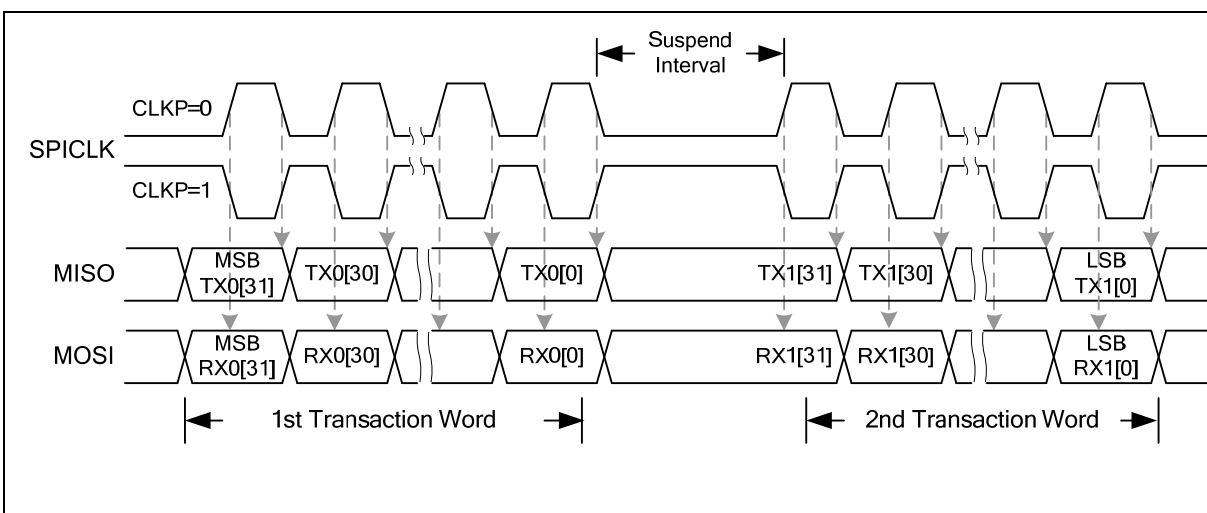 Suspend
Interval
CLKP=0
SPICLK
CLKP=1
MISO
MSB
TX0[31]
TX0[30]
TX0[0]
TX1[31]
TX1[30]
LSB
TX1[0]
MOSI
MSB
RX0[31]
RX0[30]
RX0[0]
RX1[31]
RX1[30]
LSB
RX1[0]
1st Transaction Word
2nd Transaction Word